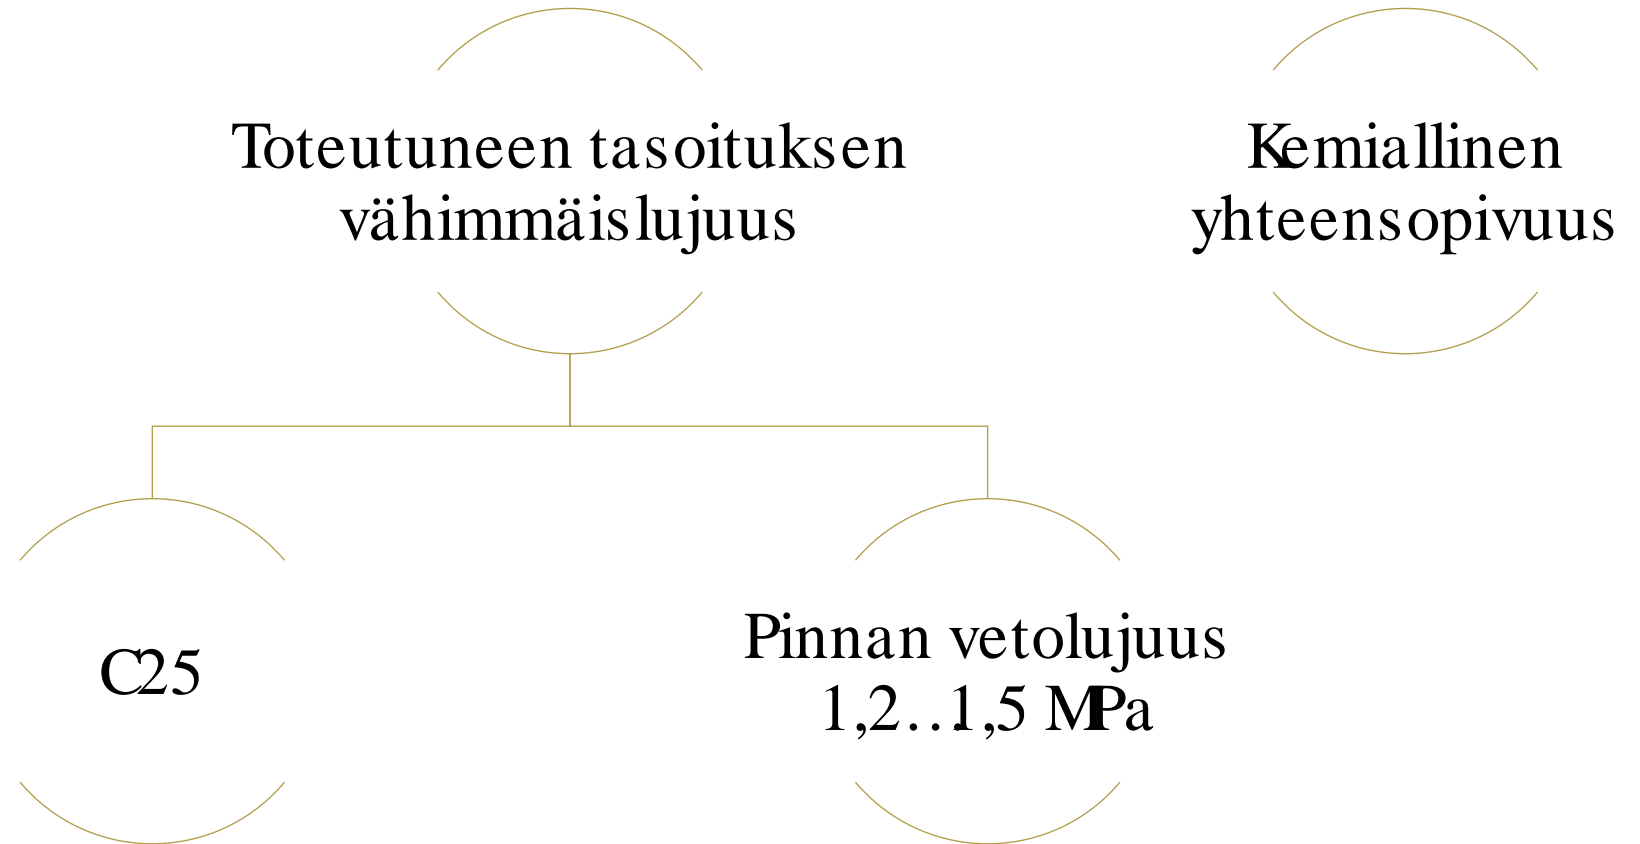 Toteutuneen tasoituksen
vähimmäislujuus
Kemiallinen
yhteensopivuus
C25
Pinnan vetolujuus
1,2…1,5 MPa